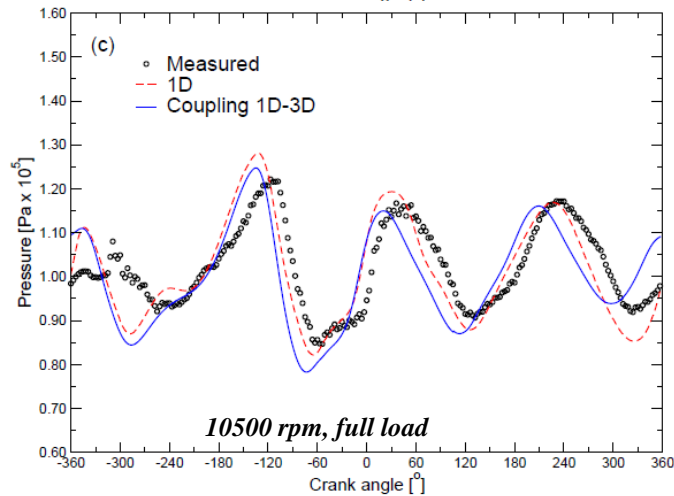 1.60
1.50
1.40
1.30
1.20
1.10
1.00
0.90
0.80
0.70
0.60
Pressure [Pa x 10⁵]
(c)
Measured
1D
Coupling 1D-3D
10500 rpm, full load
-360 -300 -240 -180 -120 -60 0 60 120 180 240 300 360
Crank angle [°]